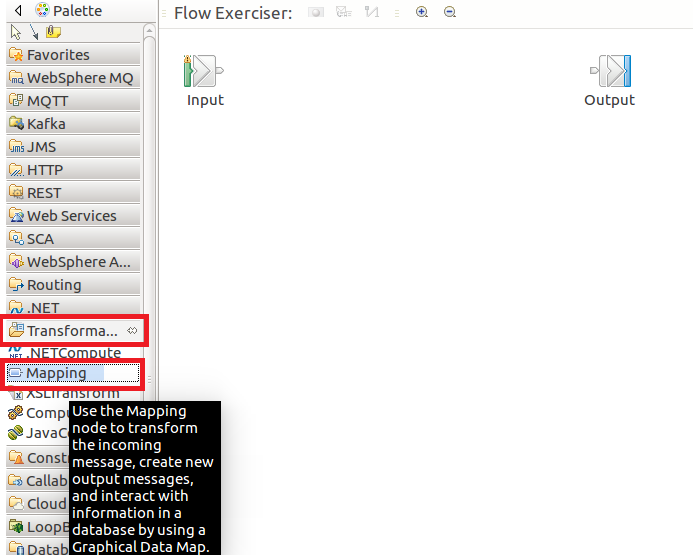 Palette
Flow Exerciser:
Favorites
WebSphere MQ
MQTT
Kafka
JMS
HTTP
REST
Web Services
SCA
WebSphere A...
Routing
.NET
Transforma...
.NETCompute
Mapping
XSLTransform
Compu
JavaCo
Constr
Callab
Cloud
LoopB
Datab
Use the Mapping
node to transform
the incoming
message, create new
output messages,
and interact with
information in a
database by using a
Graphical Data Map.
Input
Output